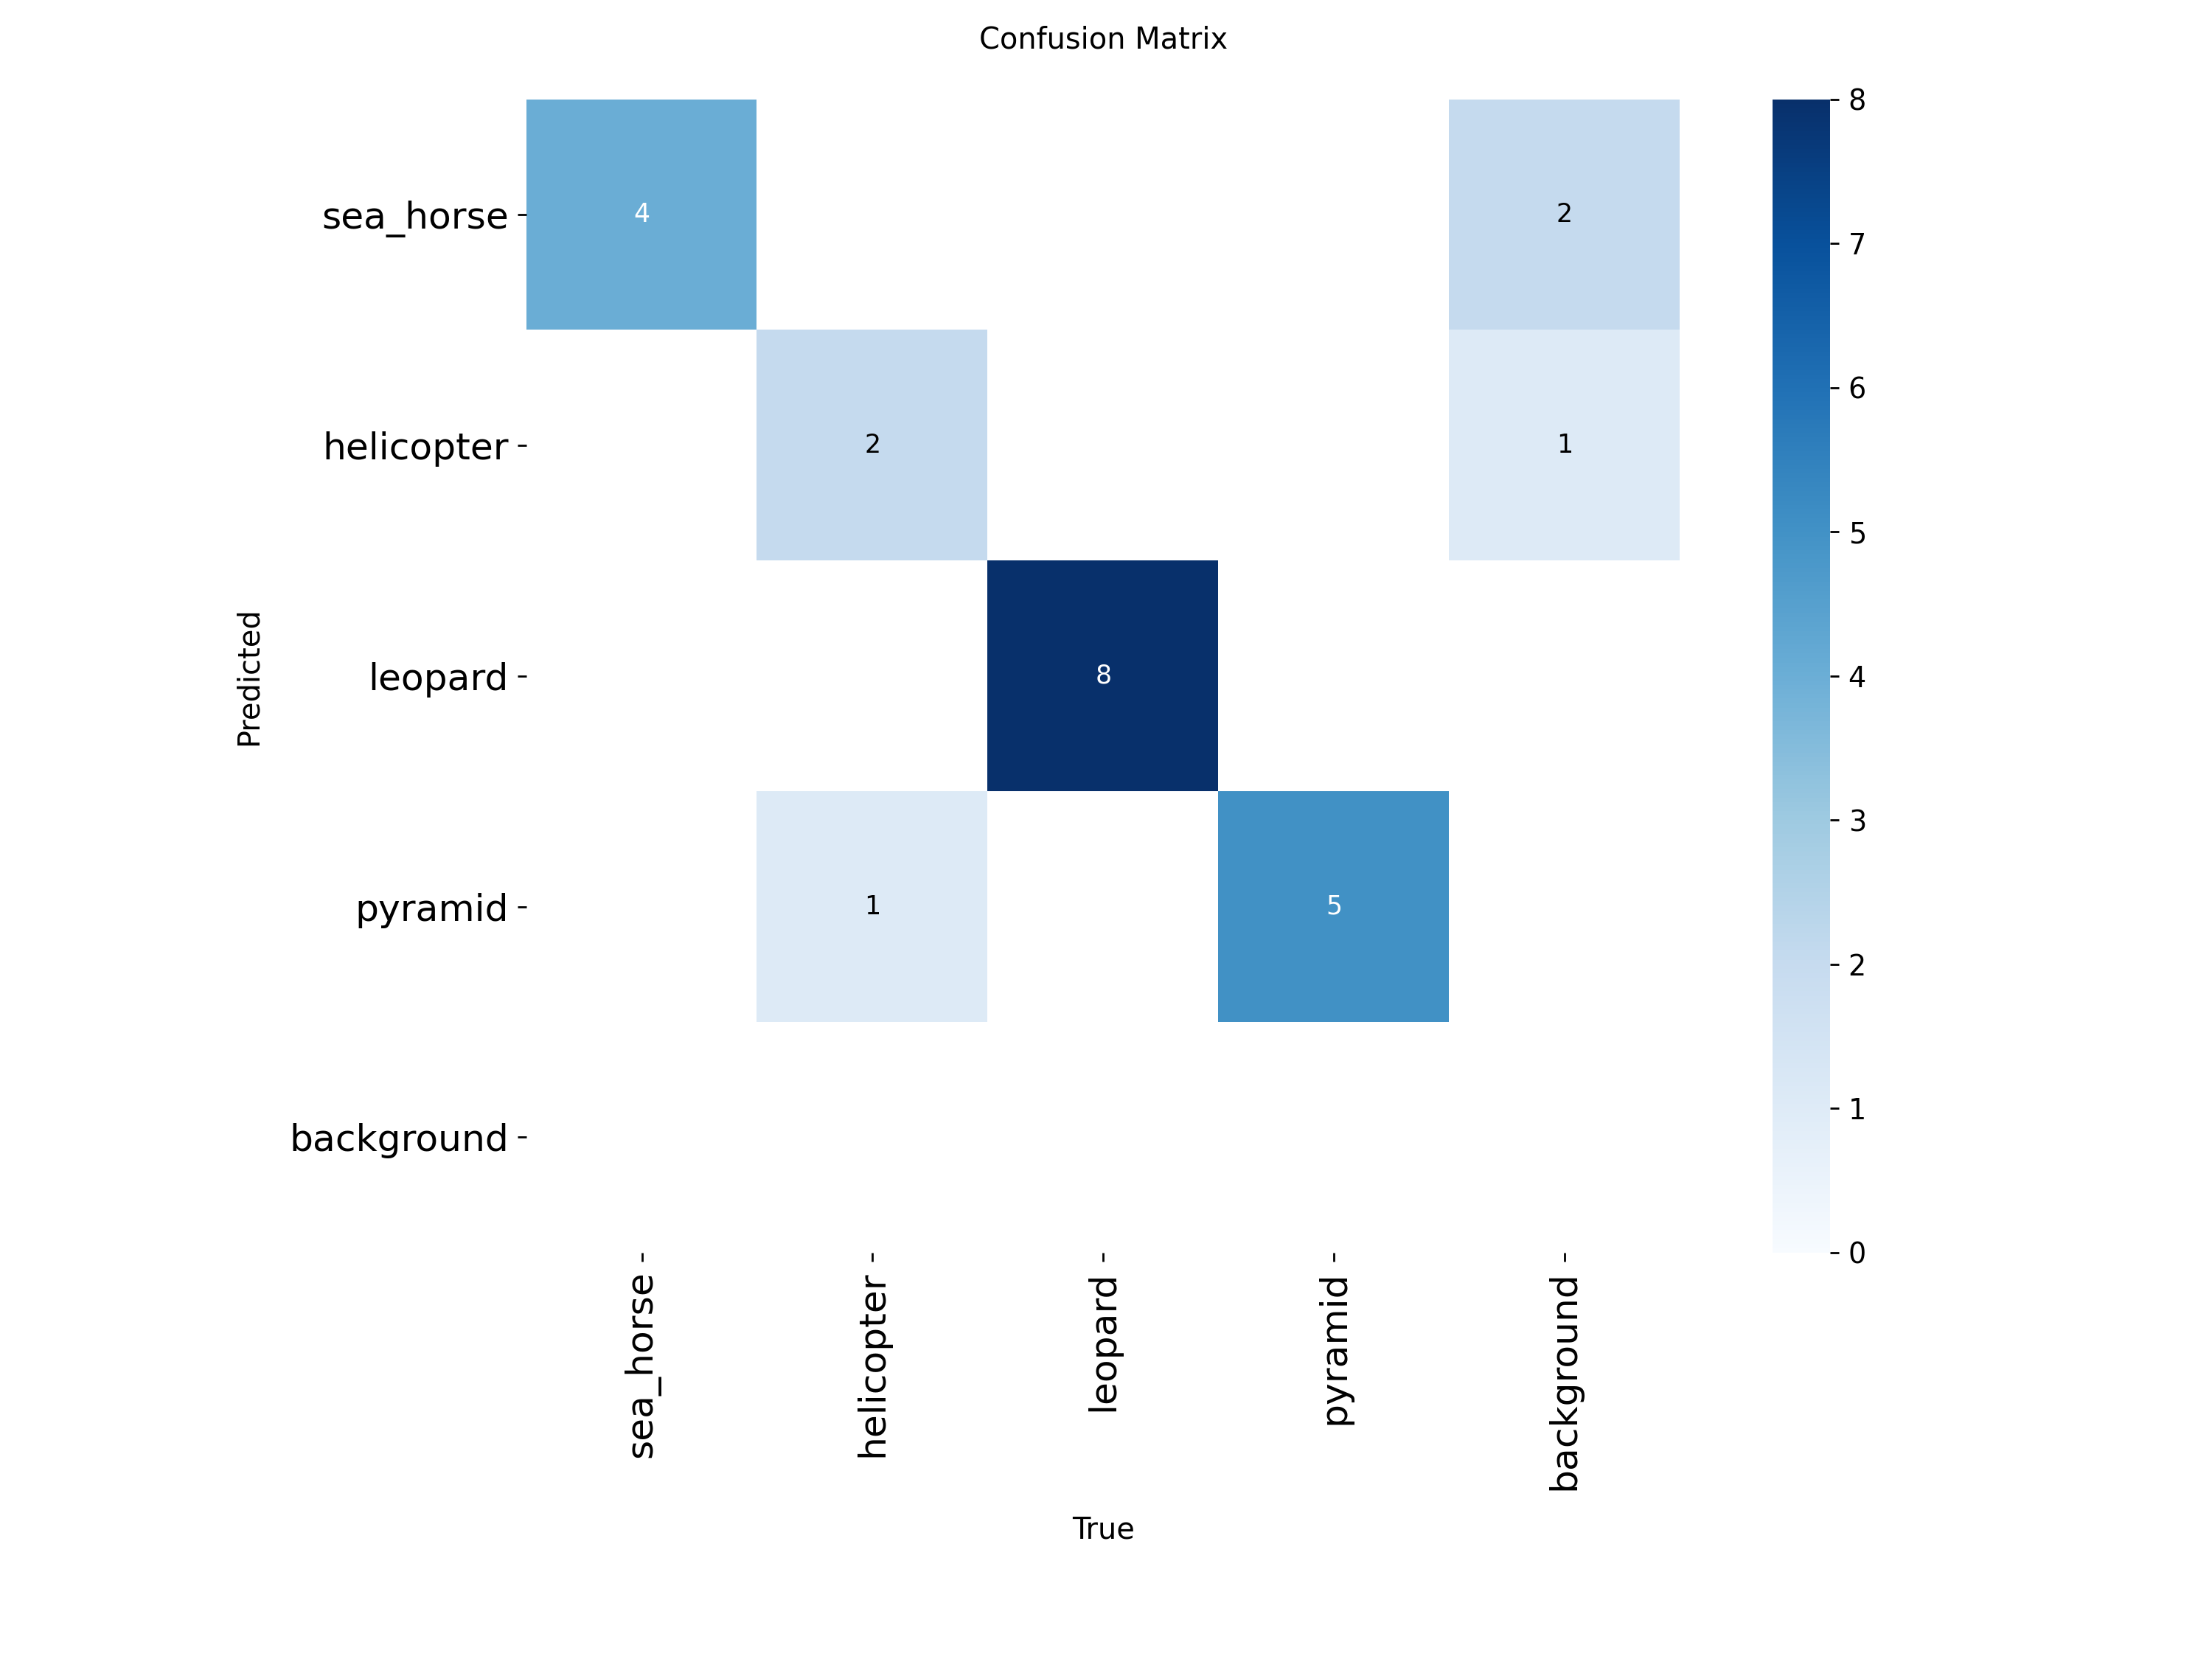 Confusion Matrix
sea_horse
4
2
helicopter
2
1
leopard
8
pyramid
1
5
background
Predicted
sea_horse
helicopter
leopard
pyramid
background
True
8
7
6
5
4
3
2
1
0